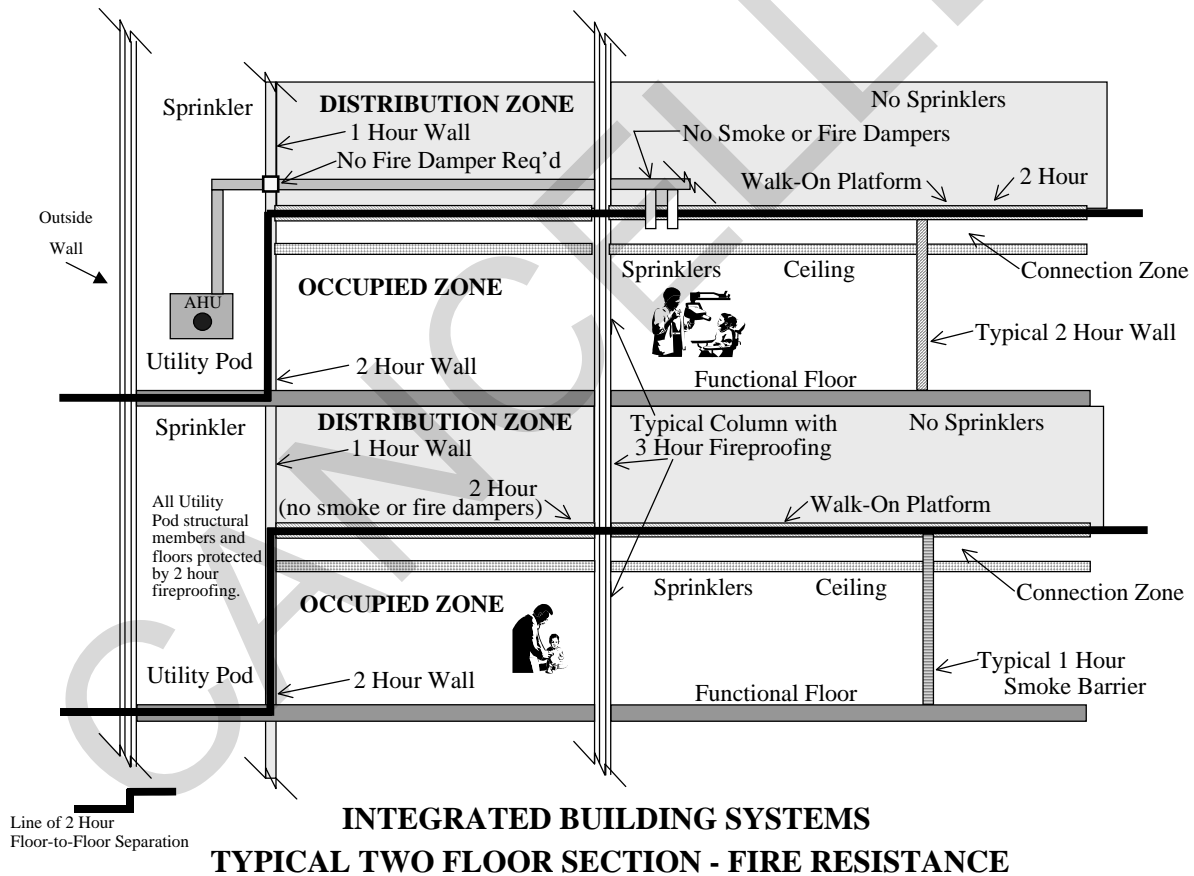 Sprinkler
DISTRIBUTION ZONE
No Sprinklers
1 Hour Wall
No Smoke or Fire Dampers
No Fire Damper Req'd
Walk-On Platform
2 Hour
Outside
Wall
Sprinklers
Ceiling
Connection Zone
OCCUPIED ZONE
AHU
Typical 2 Hour Wall
Utility Pod
2 Hour Wall
Functional Floor
Sprinkler
DISTRIBUTION ZONE
Typical Column with
3 Hour Fireproofing
No Sprinklers
1 Hour Wall
2 Hour
(no smoke or fire dampers)
Walk-On Platform
All Utility
Pod structural
members and
floors protected
by 2 hour
fireproofing.
Sprinklers
Ceiling
Connection Zone
OCCUPIED ZONE
Utility Pod
2 Hour Wall
Typical 1 Hour
Smoke Barrier
Functional Floor
Line of 2 Hour
Floor-to-Floor Separation
INTEGRATED BUILDING SYSTEMS
TYPICAL TWO FLOOR SECTION - FIRE RESISTANCE
CANCELL